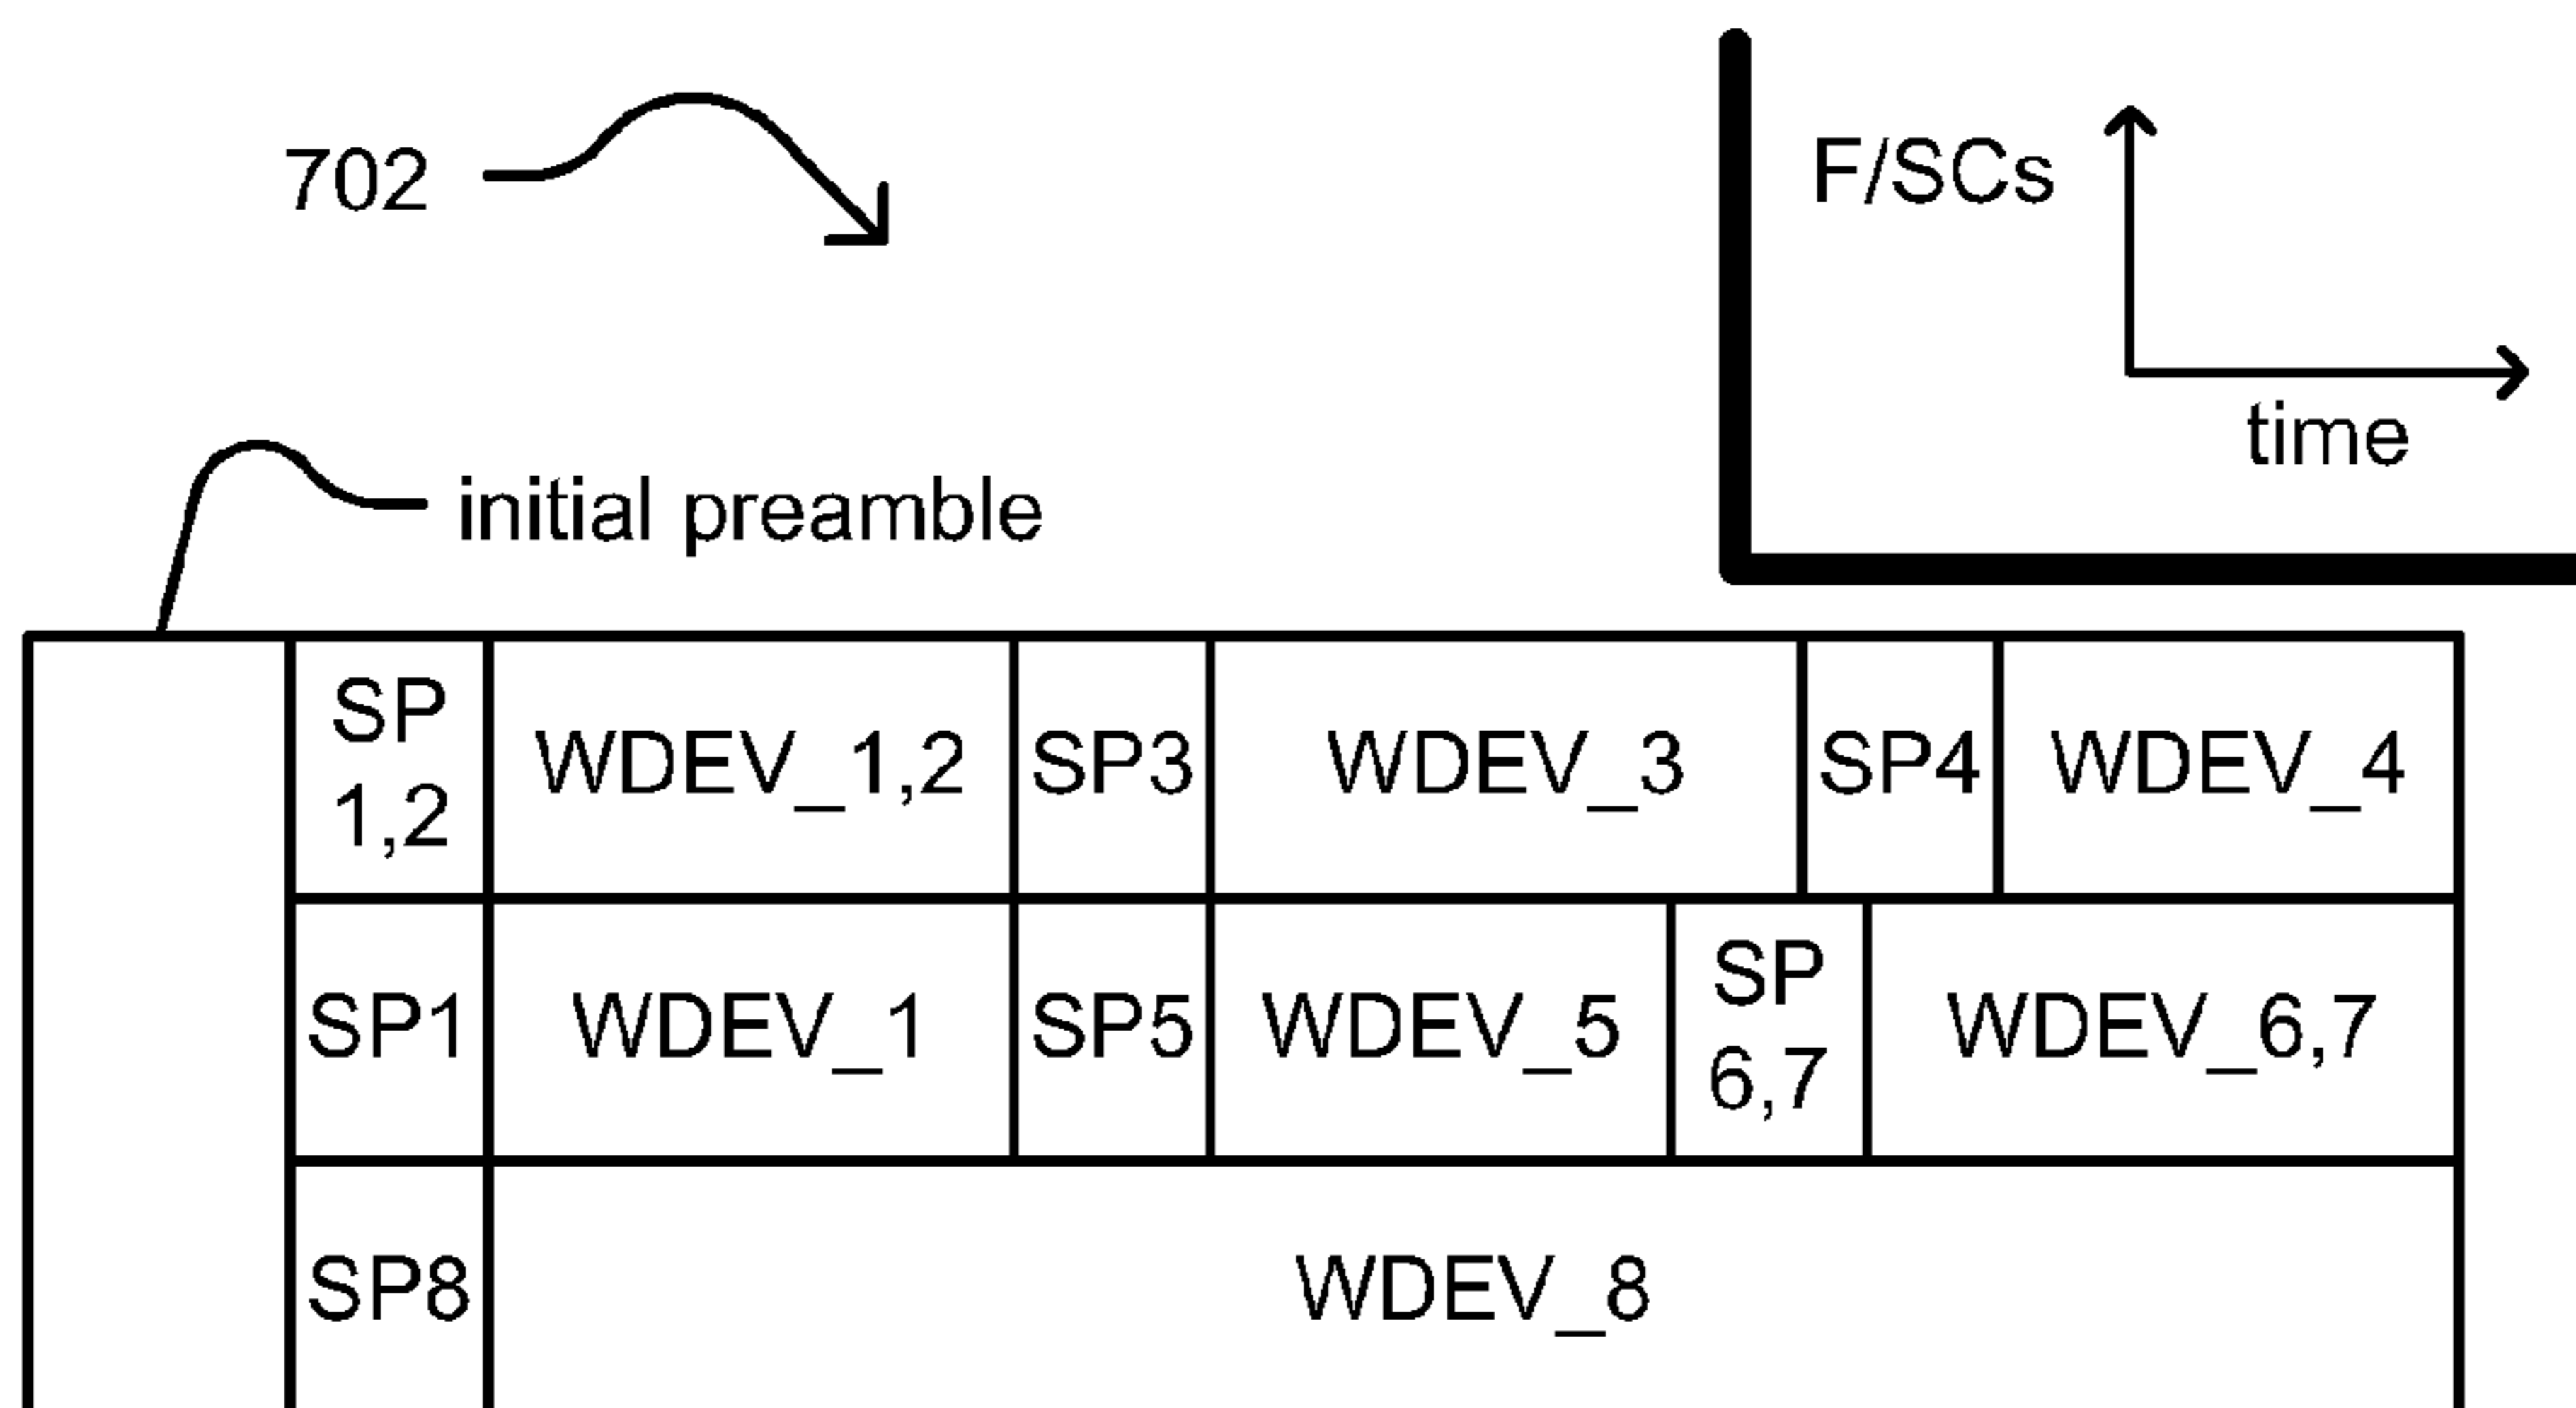 702
F/SCs
time
initial preamble
SP
1,2
WDEV_1,2
SP3
WDEV_3
SP4
WDEV_4
SP1
WDEV_1
SP5
WDEV_5
SP
6,7
WDEV_6,7
SP8
WDEV_8